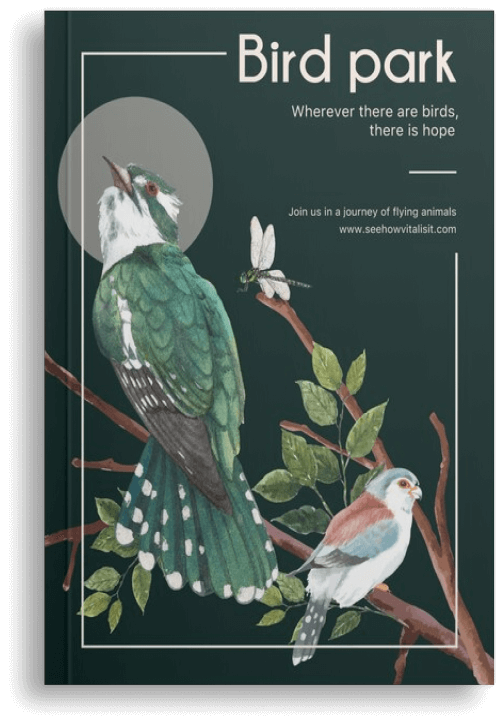 Bird park
Wherever there are birds,
there is hope
Join us in a journey of flying animals
www.seehowvitalisit.com